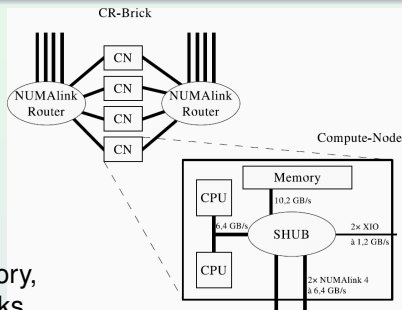 CR-Brick
CN
NUMAlink
Router
CN
NUMAlink
Router
CN
CN
Compute-Node
Memory
CPU
10,2 GB/s
6,4 GB/s
SHUB
2× XIO
à 1,2 GB/s
CPU
2× NUMAlink 4
à 6,4 GB/s
ory,
ks